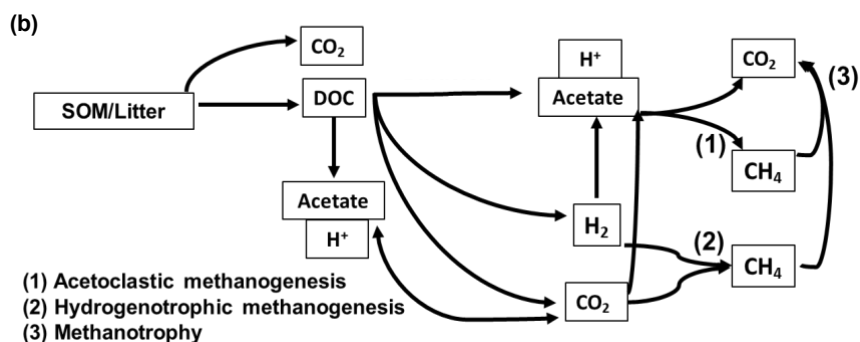 (b)
CO₂
SOM/Litter
DOC
Acetate
H⁺
H⁺
Acetate
H₂
CO₂
CO₂
(3)
(1)
CH₄
(2)
CH₄
(1) Acetoclastic methanogenesis
(2) Hydrogenotrophic methanogenesis
(3) Methanotrophy